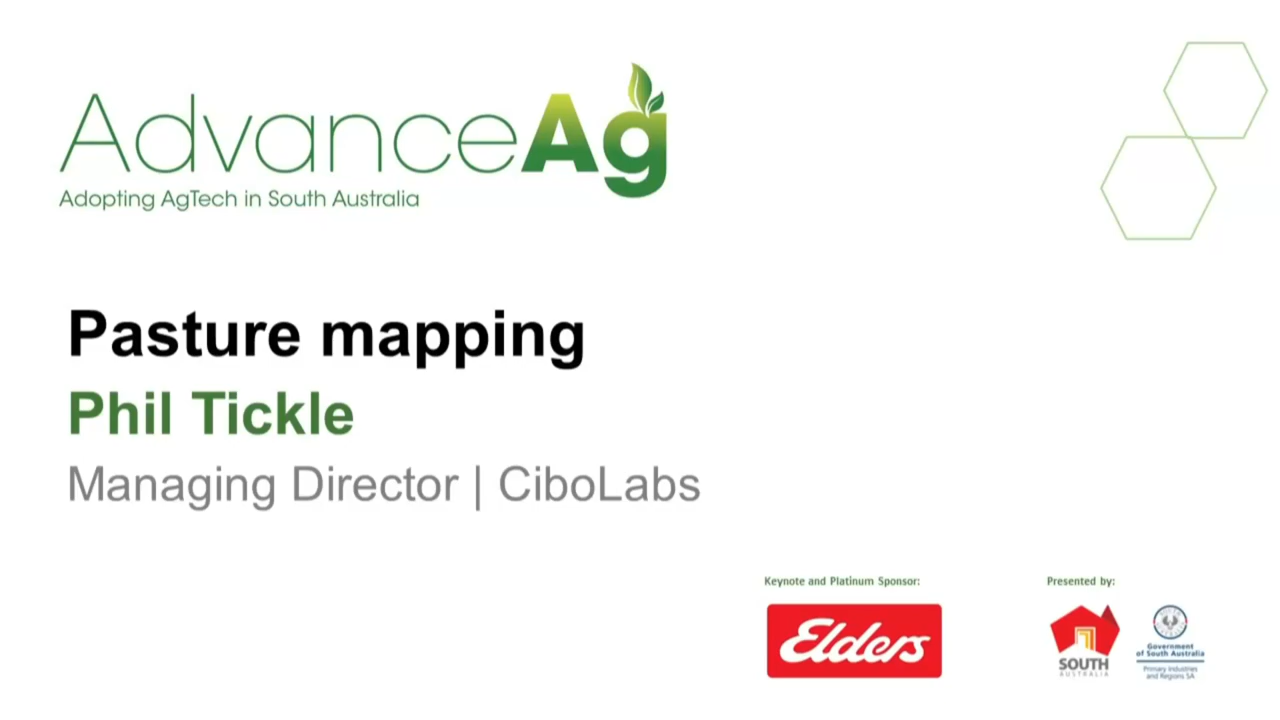 AdvanceAg
Adopting AgTech in South Australia
Pasture mapping
Phil Tickle
Managing Director | CiboLabs
Keynote and Platinum Sponsor:
Presented by:
Elders
SOUTH
AUSTRALIA
Government
of South Australia
Primary Industries
and Regions SA